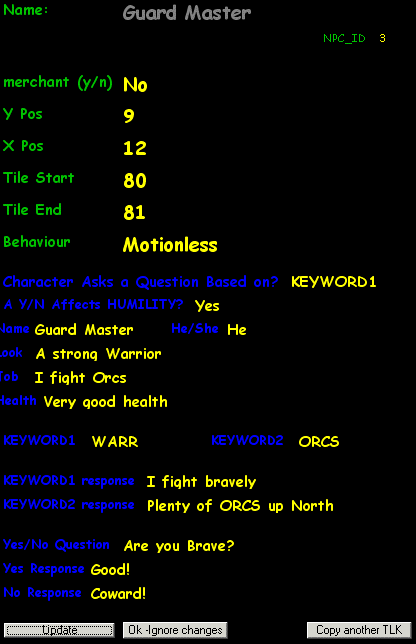 Name: Guard Master
NPC_ID 3
merchant (y/n) No
Y Pos 9
X Pos 12
Tile Start 80
Tile End 81
Behaviour Motionless
Character Asks a Question Based on? KEYWORD1
A Y/N Affects HUMILITY? Yes
Name Guard Master He/She He
Look A strong Warrior
Job I fight Orcs
Health Very good health
KEYWORD1 WARR KEYWORD2 ORCS
KEYWORD1 response I fight bravely
KEYWORD2 response Plenty of ORCS up North
Yes/No Question Are you Brave?
Yes Response Good!
No Response Coward!
Update Ok -Ignore changes Copy another TLK